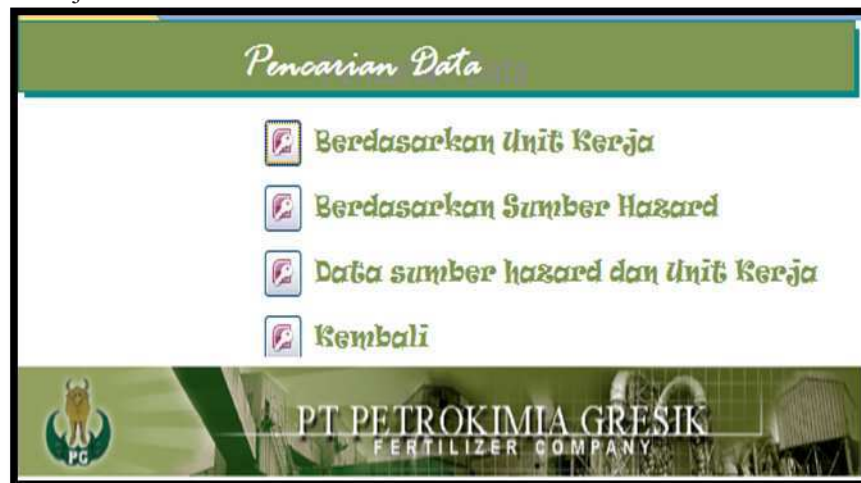 Pencarian Data
Berdasarkan Unit Kerja
Berdasarkan Sumber Hazard
Data sumber hazard dan Unit Kerja
Kembali
PG
PT PETROKIMIA GRESIK
FERTILIZER COMPANY